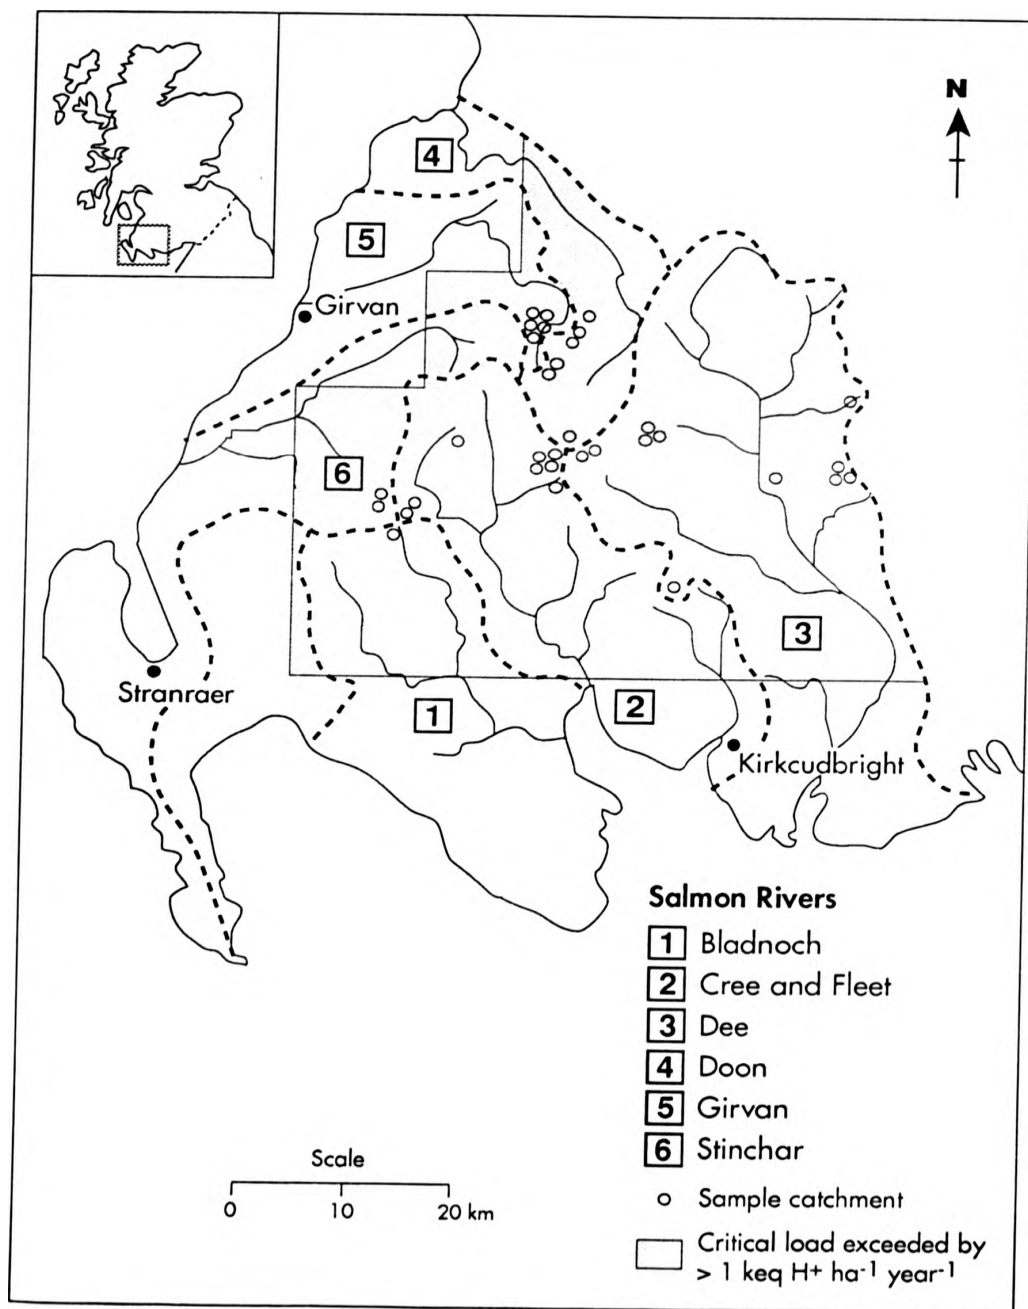 N
4
5
Girvan
6
3
Stranraer
1
2
Kirkcudbright
Salmon Rivers
1 Bladnoch
2 Cree and Fleet
3 Dee
4 Doon
5 Girvan
6 Stinchar
Sample catchment
Critical load exceeded by
> 1 keq H+ ha-1 year-1
Scale
0 10 20 km